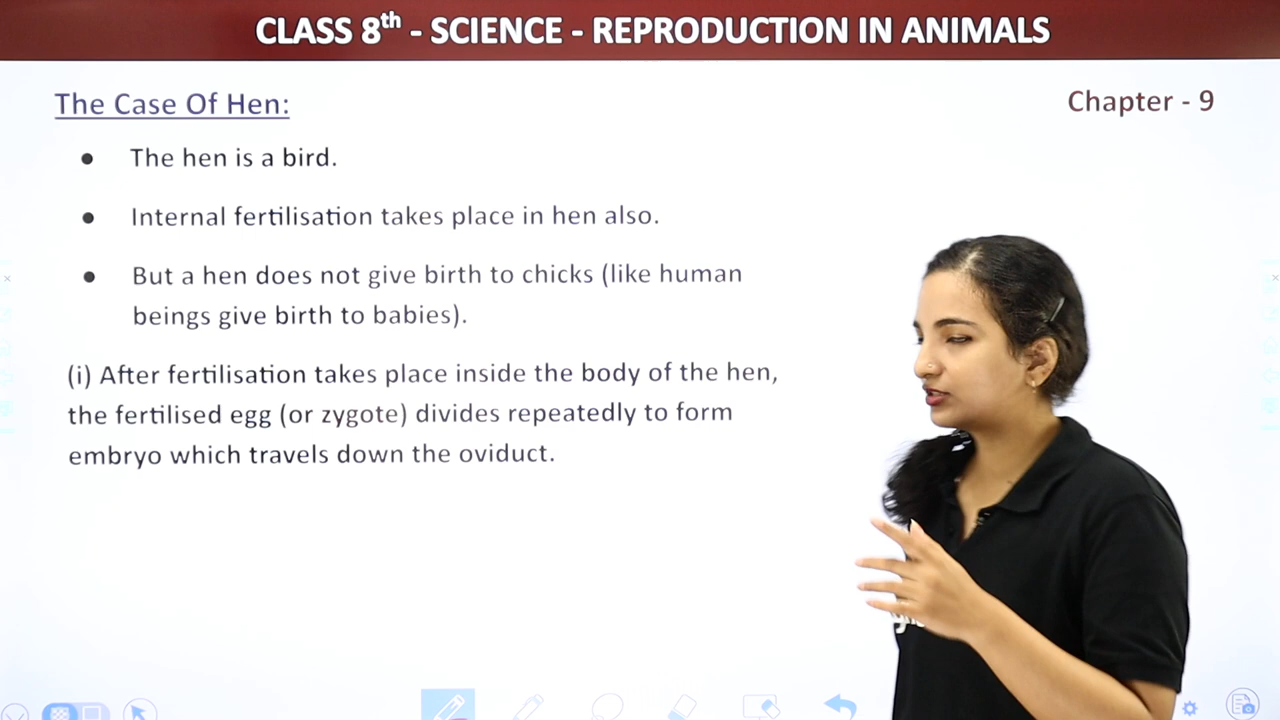 CLASS 8th - SCIENCE - REPRODUCTION IN ANIMALS
The Case Of Hen:
Chapter - 9
● The hen is a bird.
● Internal fertilisation takes place in hen also.
● But a hen does not give birth to chicks (like human
beings give birth to babies).
(i) After fertilisation takes place inside the body of the hen,
the fertilised egg (or zygote) divides repeatedly to form
embryo which travels down the oviduct.